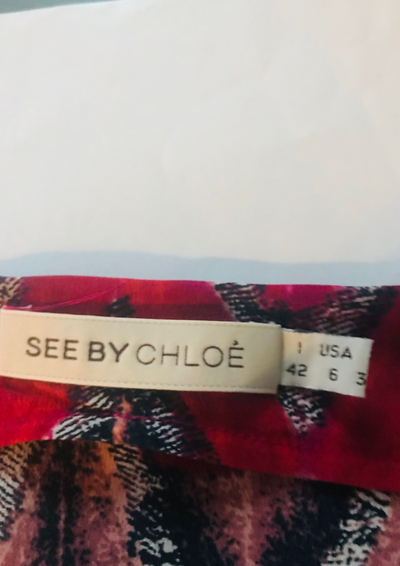 SEE BY CHLOÉ
I USA
42 6 3